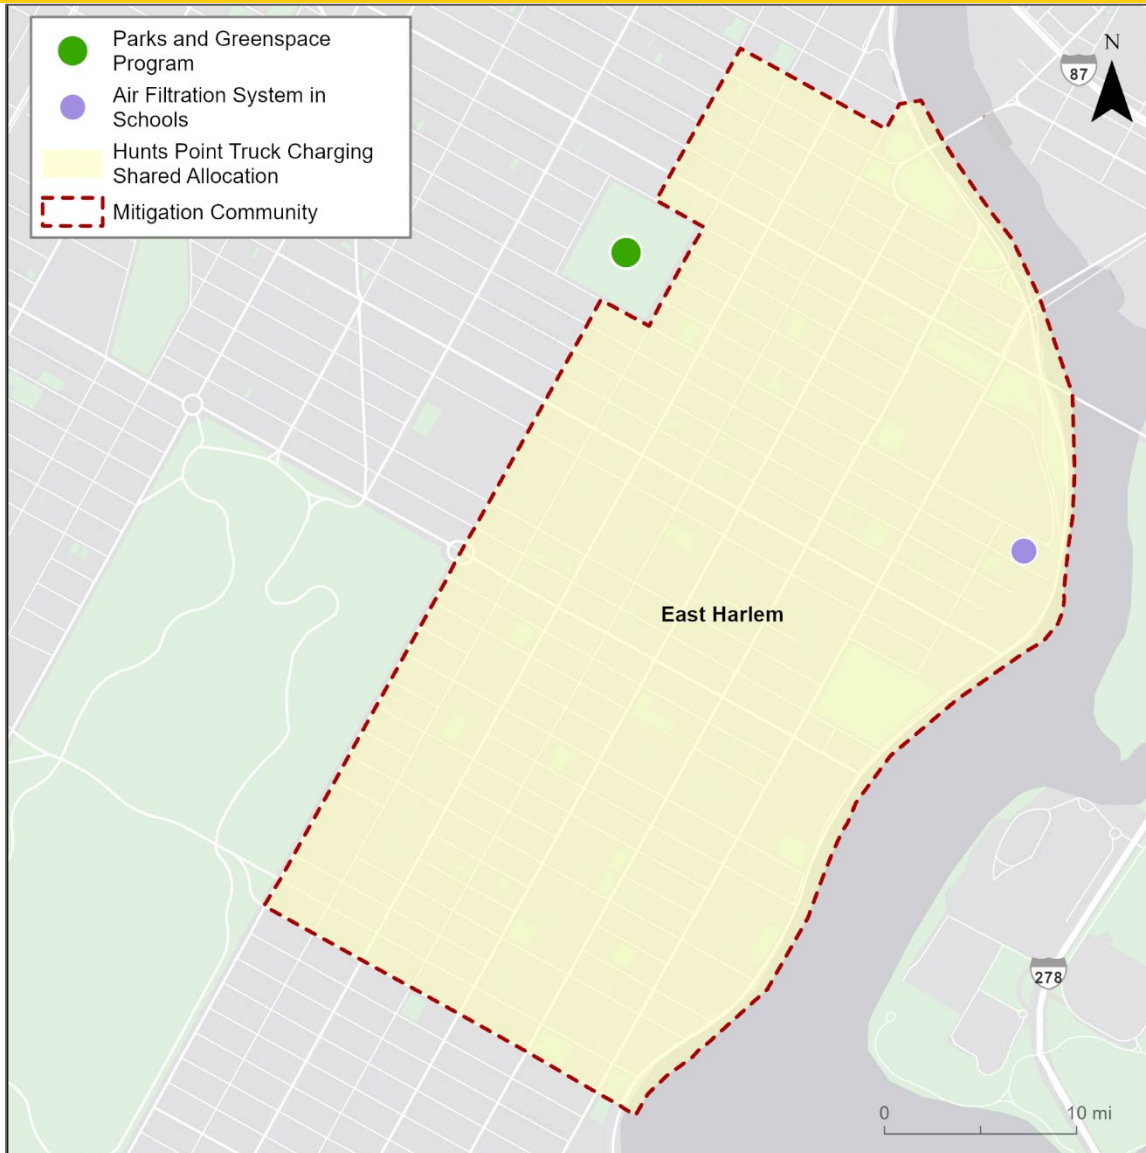 Parks and Greenspace
Program
Air Filtration System in
Schools
Hunts Point Truck Charging
Shared Allocation
Mitigation Community
N
87
East Harlem
278
0 10 mi